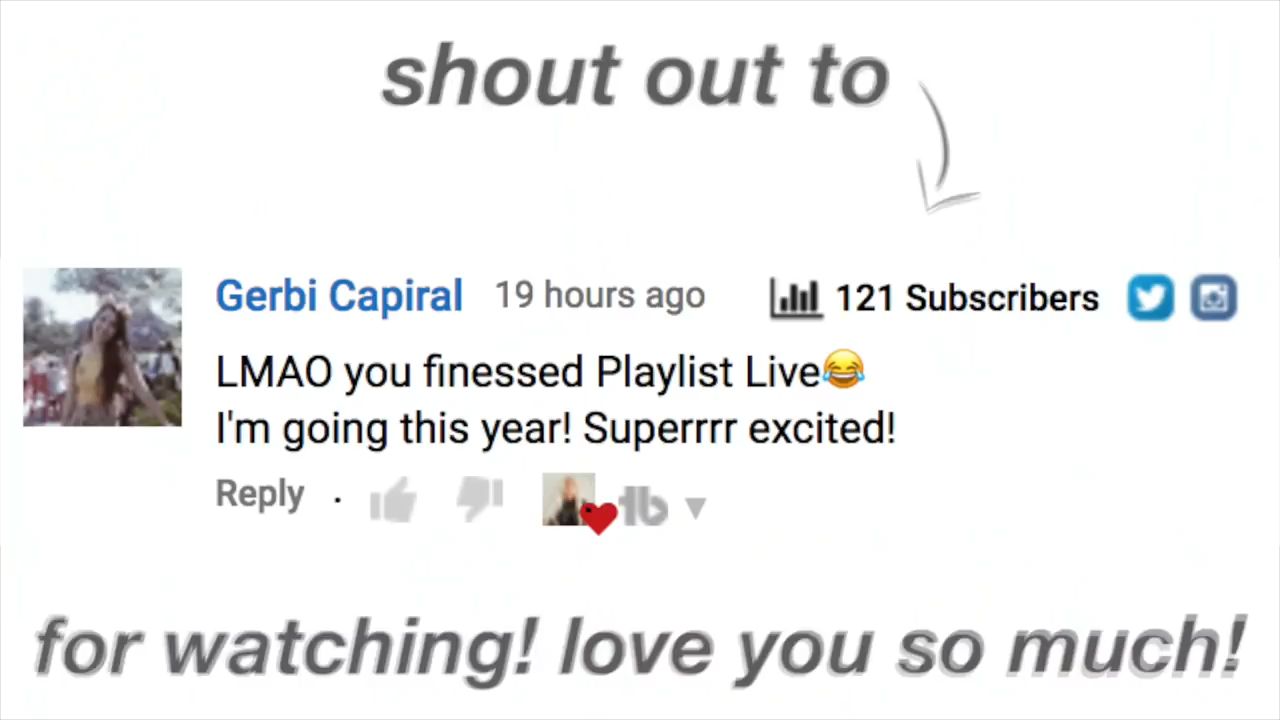 shout out to
Gerbi Capiral 19 hours ago 121 Subscribers
LMAO you finessed Playlist Live😂
I'm going this year! Superrrr excited!
Reply · tb ▼
for watching! love you so much!